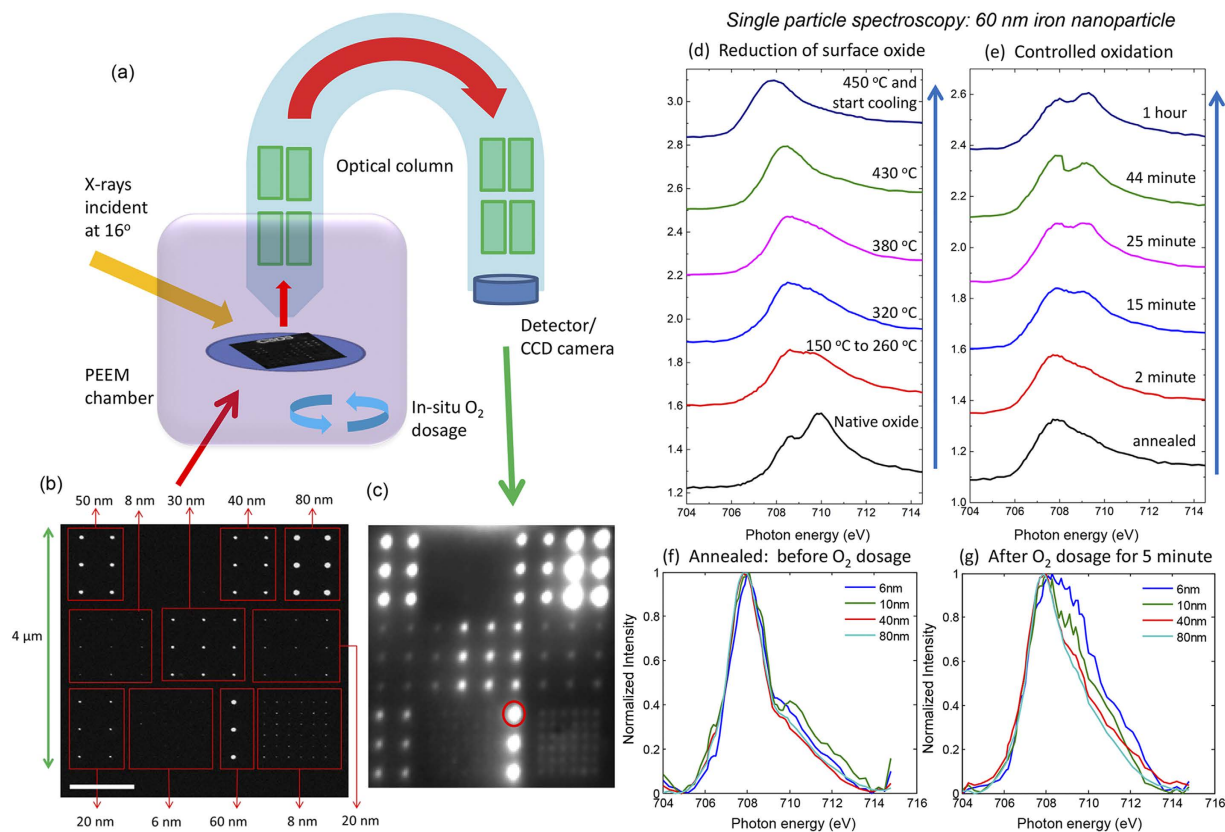 Single particle spectroscopy: 60 nm iron nanoparticle
(a)
X-rays
incident
at 16º
Optical column
PEEM
chamber
Detector/
CCD camera
In-situ O2
dosage
(b)
50 nm
8 nm
30 nm
40 nm
80 nm
4 µm
20 nm
6 nm
60 nm
8 nm
20 nm
(c)
(d) Reduction of surface oxide
450 ºC and
start cooling
430 ºC
380 ºC
320 ºC
150 ºC to 260 ºC
Native oxide
3.0
2.8
2.6
2.4
2.2
2.0
1.8
1.6
1.4
1.2
704 706 708 710 712 714
Photon energy (eV)
(e) Controlled oxidation
1 hour
44 minute
25 minute
15 minute
2 minute
annealed
2.6
2.4
2.2
2.0
1.8
1.6
1.4
1.2
1.0
704 706 708 710 712 714
Photon energy (eV)
(f) Annealed: before O2 dosage
6nm
10nm
40nm
80nm
Normalized Intensity
1
0.8
0.6
0.4
0.2
0
704 706 708 710 712 714 716
Photon energy (eV)
(g) After O2 dosage for 5 minute
6nm
10nm
40nm
80nm
Normalized Intensity
1
0.8
0.6
0.4
0.2
0
704 706 708 710 712 714 716
Photon energy (eV)